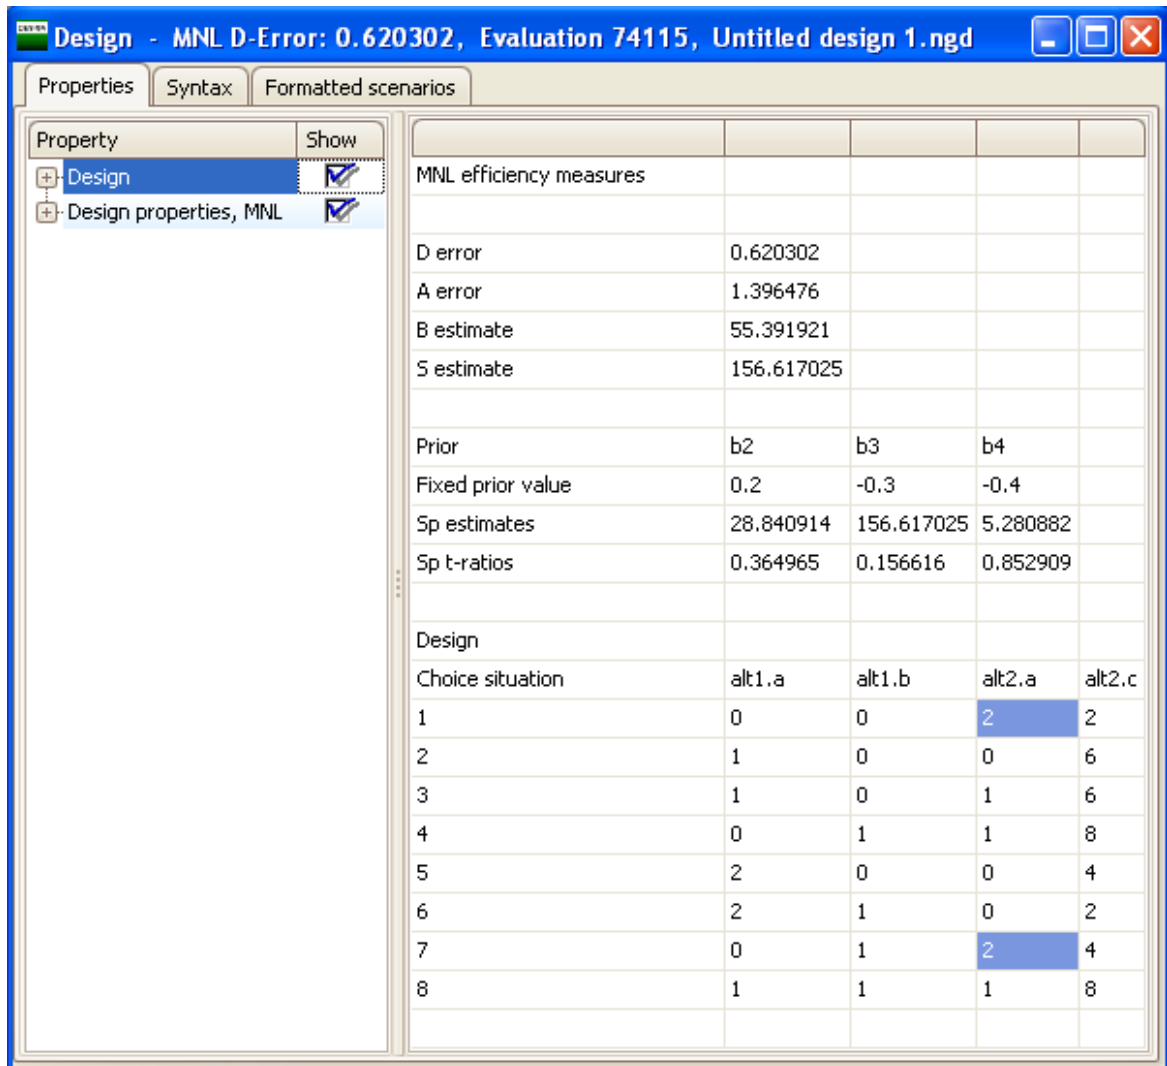 Design - MNL D-Error: 0.620302, Evaluation 74115, Untitled design 1.ngd
Properties Syntax Formatted scenarios
Property Show
Design
Design properties, MNL
MNL efficiency measures
D error 0.620302
A error 1.396476
B estimate 55.391921
S estimate 156.617025
Prior b2 b3 b4
Fixed prior value 0.2 -0.3 -0.4
Sp estimates 28.840914 156.617025 5.280882
Sp t-ratios 0.364965 0.156616 0.852909
Design
Choice situation alt1.a alt1.b alt2.a alt2.c
1 0 0 2 2
2 1 0 0 6
3 1 0 1 6
4 0 1 1 8
5 2 0 0 4
6 2 1 0 2
7 0 1 2 4
8 1 1 1 8